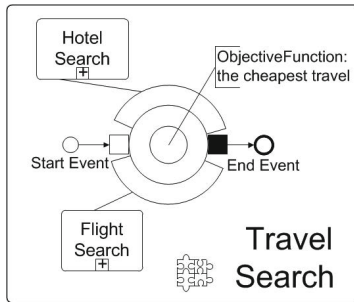 Hotel
Search
ObjectiveFunction:
the cheapest travel
Start Event
End Event
Flight
Search
Travel
Search